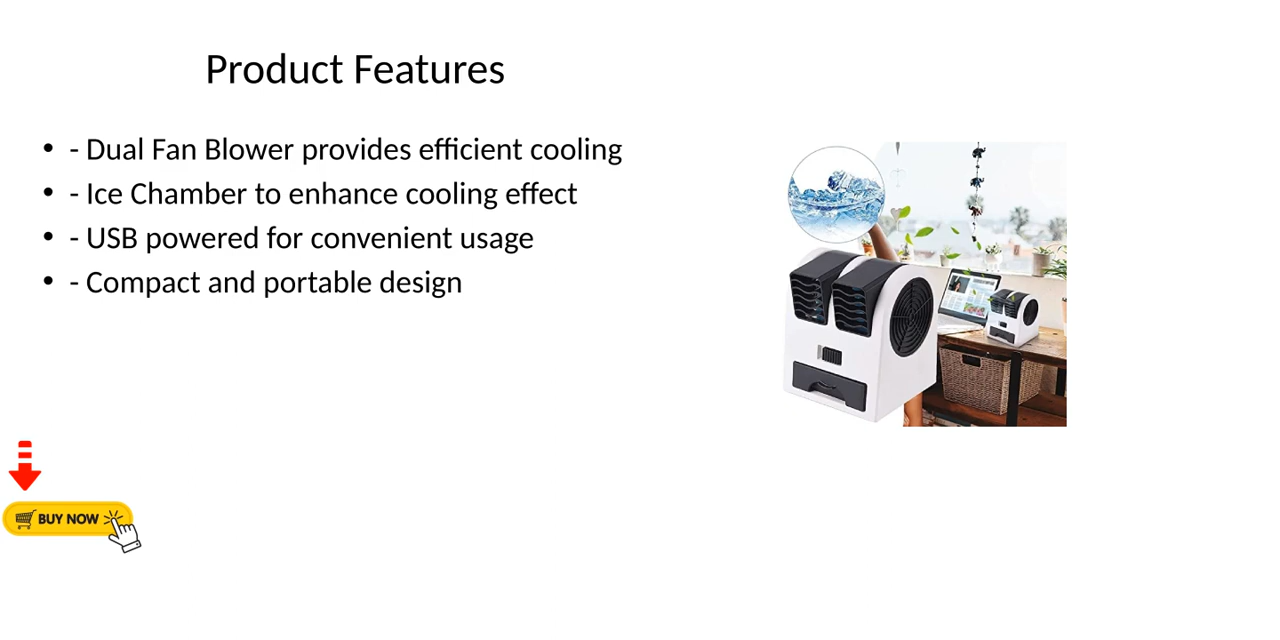 Product Features
• - Dual Fan Blower provides efficient cooling
• - Ice Chamber to enhance cooling effect
• - USB powered for convenient usage
• - Compact and portable design
BUY NOW